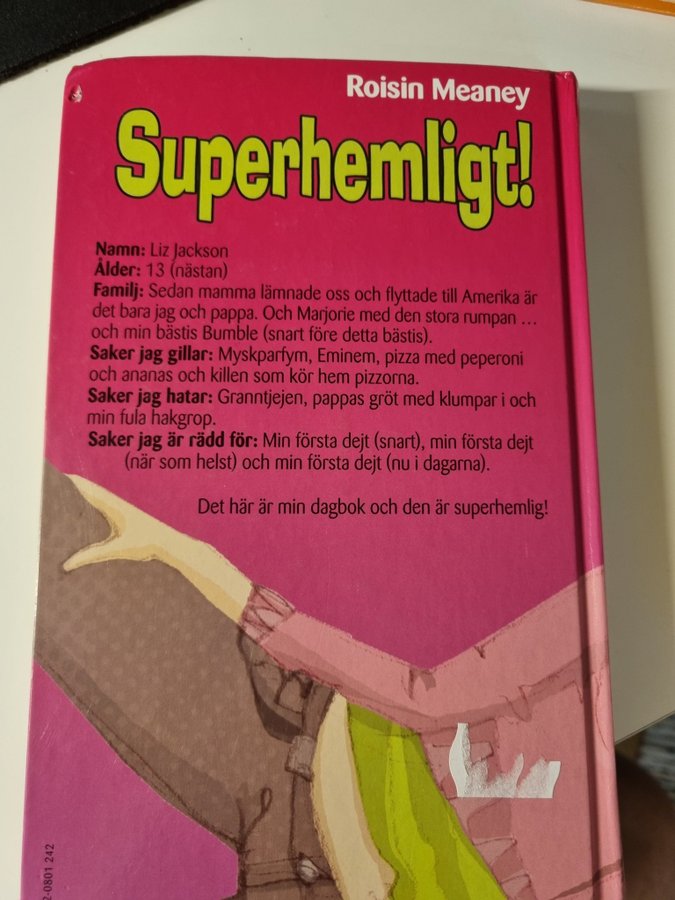 Roisin Meaney
Superhemligt!
Namn: Liz Jackson
Ålder: 13 (nästan)
Familj: Sedan mamma lämnade oss och flyttade till Amerika är
det bara jag och pappa. Och Marjorie med den stora rumpan ...
och min bästis Bumble (snart före detta bästis).
Saker jag gillar: Myskparfym, Eminem, pizza med peperoni
och ananas och killen som kör hem pizzorna.
Saker jag hatar: Granntjejen, pappas gröt med klumpar i och
min fula hakgrop.
Saker jag är rädd för: Min första dejt (snart), min första dejt
(när som helst) och min första dejt (nu i dagarna).
Det här är min dagbok och den är superhemlig!
2-0801 242